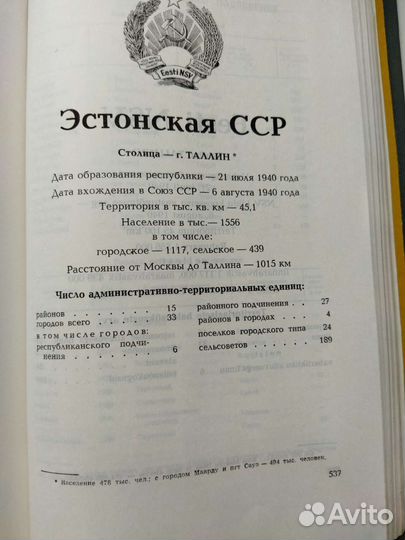 Eesti NSV
Эстонская ССР
Столица — г. ТАЛЛИН *
Дата образования республики — 21 июля 1940 года
Дата вхождения в Союз ССР — 6 августа 1940 года
Территория в тыс. кв. км — 45,1
Население в тыс.— 1556
в том числе:
городское — 1117, сельское — 439
Расстояние от Москвы до Таллина — 1015 км
Число административно-территориальных единиц:
районов . . . . . . 15
городов всего . . . . 33
в том числе городов:
республиканского подчи-
нения . . . . . . 6
районного подчинения . . 27
районов в городах . . . 4
поселков городского типа 24
сельсоветов . . . . . 189
* Население 478 тыс. чел.; с городом Маарду и пгт Сауэ — 494 тыс. человек.
537
Avito